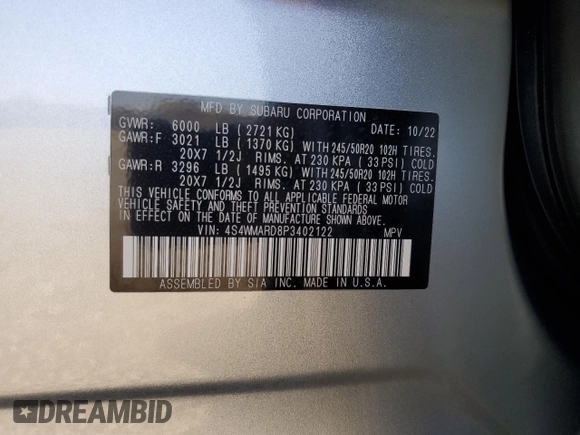 MFD BY SUBARU CORPORATION
GVWR: 6000 LB ( 2721 KG) DATE: 10/22
GAWR:F 3021 LB ( 1370 KG) WITH 245/50R20 102H TIRES.
20X7 1/2J RIMS. AT 230 KPA ( 33 PSI) COLD
GAWR:R 3296 LB ( 1495 KG) WITH 245/50R20 102H TIRES.
20X7 1/2J RIMS. AT 230 KPA ( 33 PSI) COLD
THIS VEHICLE CONFORMS TO ALL APPLICABLE FEDERAL MOTOR
VEHICLE SAFETY AND THEFT PREVENTION STANDARDS
IN EFFECT ON THE DATE OF MANUFACTURE SHOWN ABOVE.
VIN: 4S4WMARD8P3402122 MPV
ASSEMBLED BY SIA INC. MADE IN U.S.A.
DREAMBID